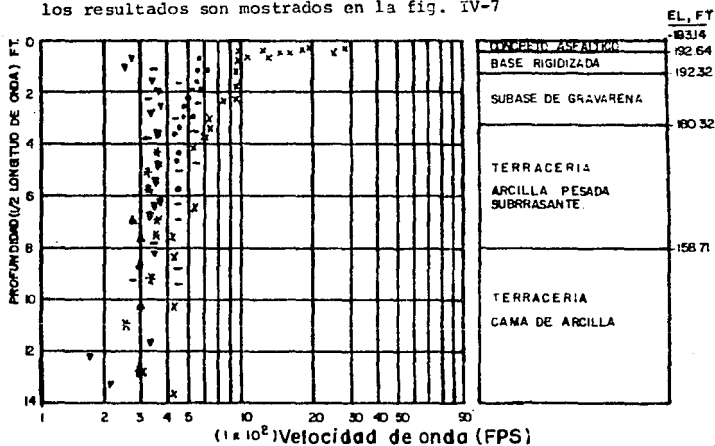 los resultados son mostrados en la fig. IV-7
EL, FT
193.14
CONCRETO ASFALTICO
192.64
BASE RIGIDIZADA
192.32
SUBASE DE GRAVARENA
180.32
TERRACERIA
ARCILLA PESADA
SUBRRASANTE.
158.71
TERRACERIA
CAMA DE ARCILLA
PROFUNDIDAD (1/2 LONGITUD DE ONDA) FT.
0
2
4
6
8
10
12
14
1 2 3 4 5 10 20 30 40 50 90
(1 x 10²) Velocidad de onda (FPS)